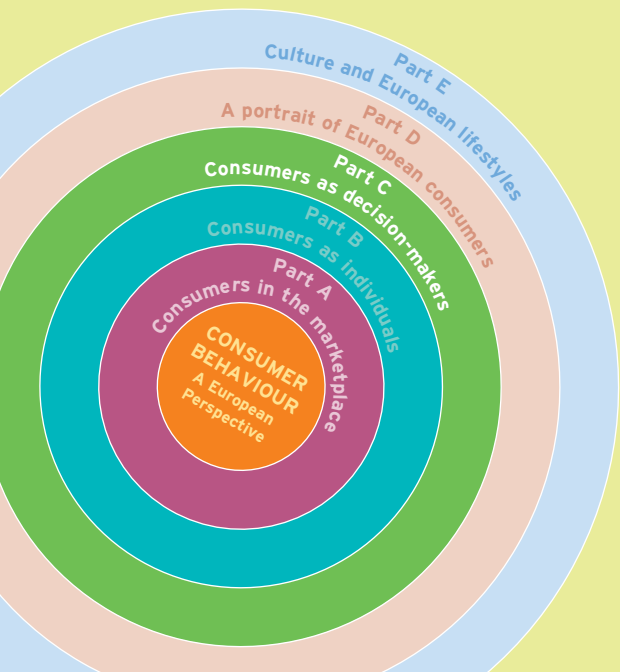 Part E
Culture and European lifestyles
Part D
A portrait of European consumers
Part C
Consumers as decision-makers
Part B
Consumers as individuals
Part A
Consumers in the marketplace
CONSUMER
BEHAVIOUR
A European
Perspective